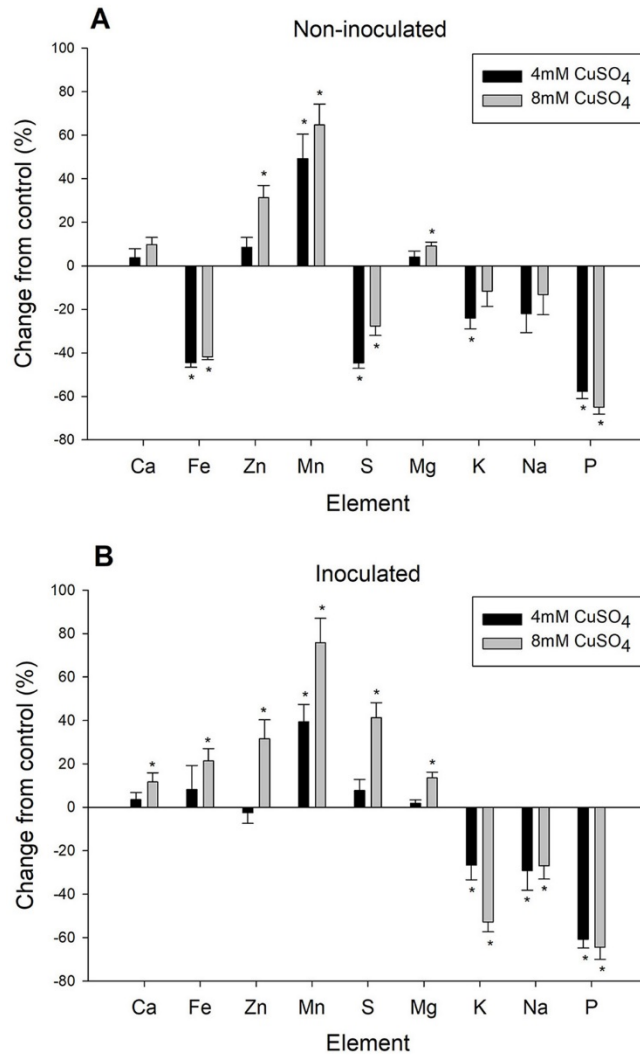 A
Non-inoculated
4mM CuSO4
8mM CuSO4
Change from control (%)
100
80
60
40
20
0
-20
-40
-60
-80
* * * * * * * * * * *
Ca Fe Zn Mn S Mg K Na P
Element
B
Inoculated
4mM CuSO4
8mM CuSO4
Change from control (%)
100
80
60
40
20
0
-20
-40
-60
-80
* * * * * * * * * * * * *
Ca Fe Zn Mn S Mg K Na P
Element